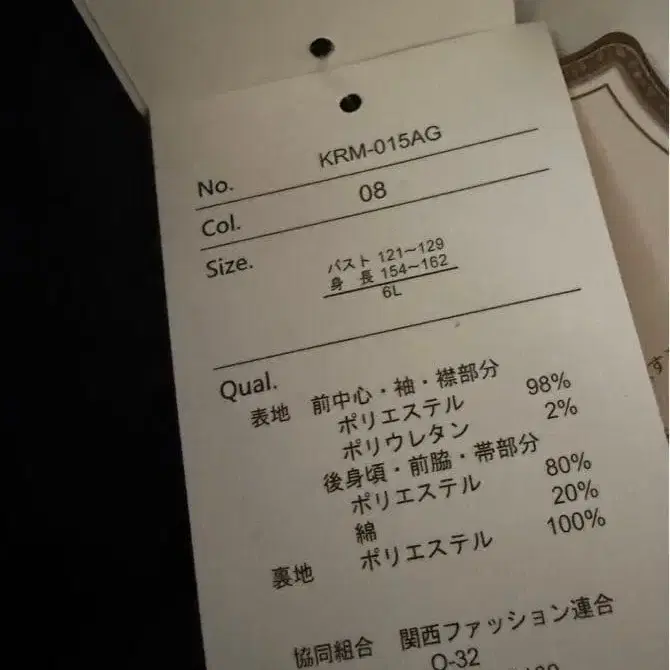 No. KRM-015AG
Col. 08
Size. バスト 121～129
身 長 154～162
6L
Qual.
表地 前中心・袖・襟部分
ポリエステル 98%
ポリウレタン 2%
後身頃・前脇・帯部分
ポリエステル 80%
綿 20%
裏地 ポリエステル 100%
協同組合 関西ファッション連合
Q-32